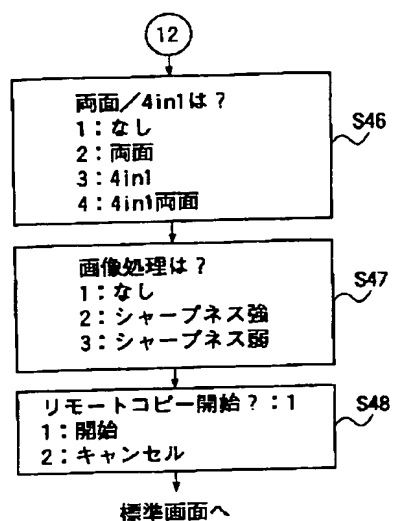 12
両面／4in1は？
1：なし
2：両面
3：4in1
4：4in1両面
S46
画像処理は？
1：なし
2：シャープネス強
3：シャープネス弱
S47
リモートコピー開始？：1
1：開始
2：キャンセル
S48
標準画面へ